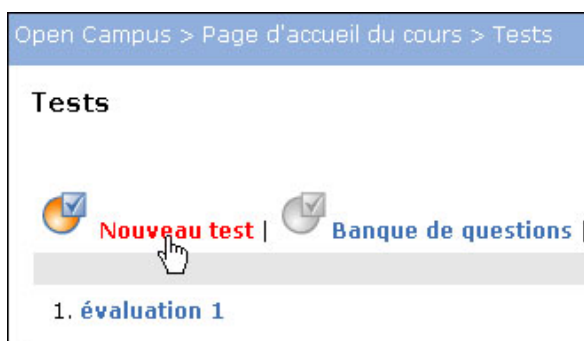 Open Campus > Page d'accueil du cours > Tests
Tests
Nouveau test | Banque de questions |
1. évaluation 1